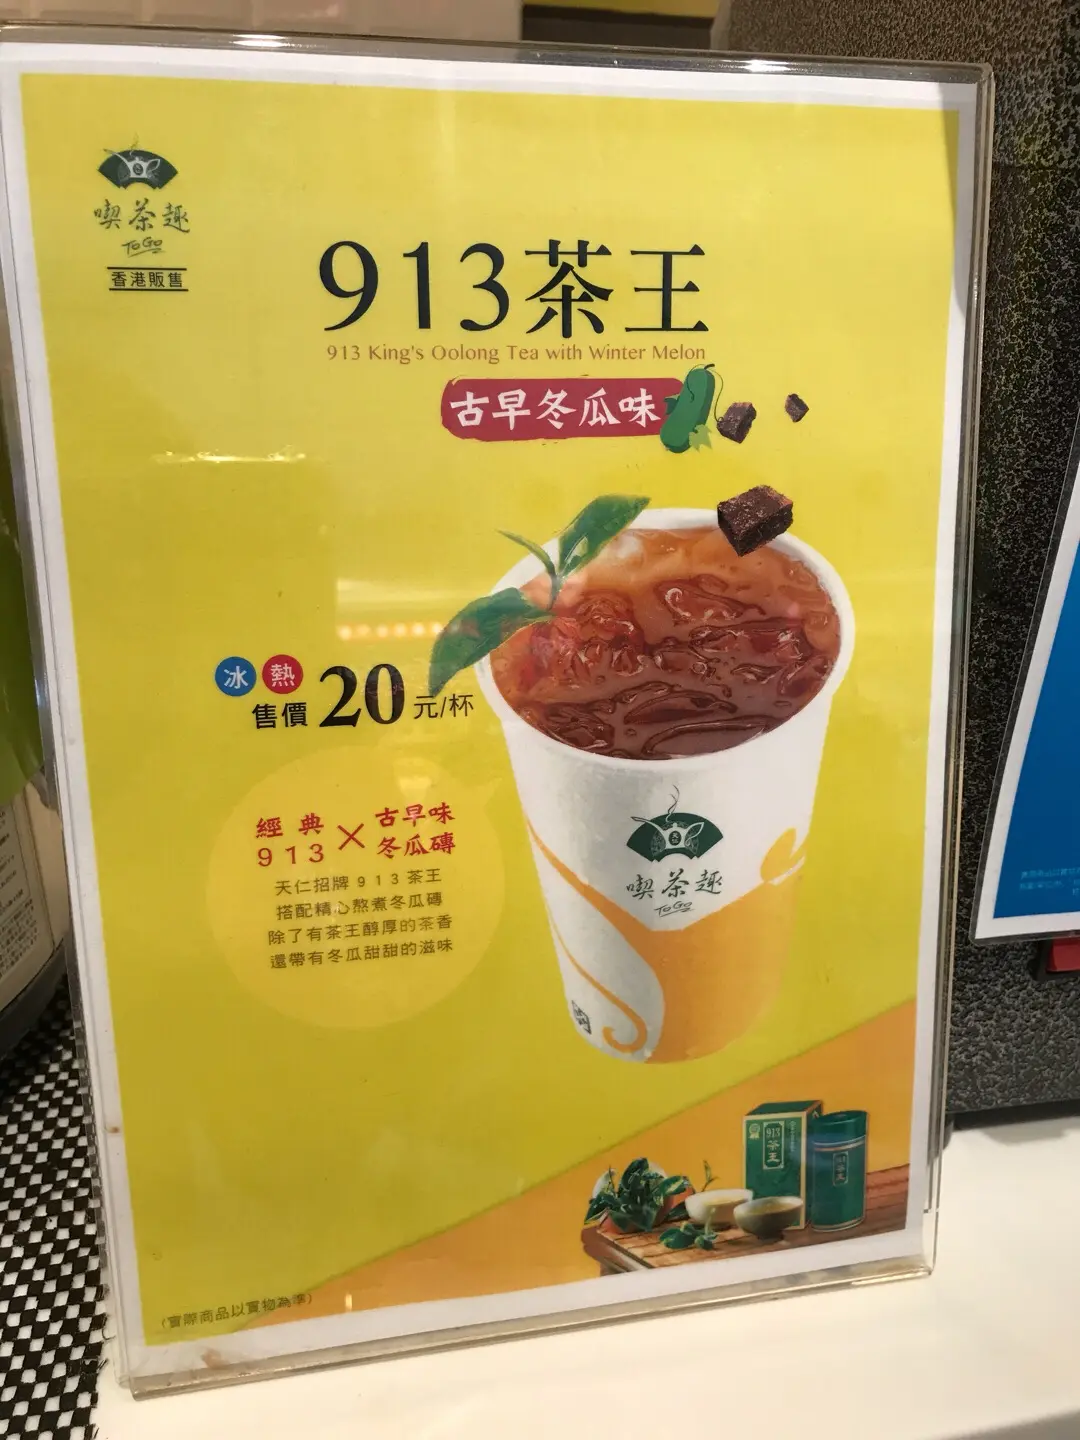 喫茶趣
ToGo
香港販售
913茶王
913 King's Oolong Tea with Winter Melon
古早冬瓜味
冰 熱
售價 20 元/杯
經典 913 × 古早味 冬瓜磚
天仁招牌913茶王
搭配精心熬煮冬瓜磚
除了有茶王醇厚的茶香
還帶有冬瓜甜甜的滋味
喫茶趣
ToGo
913
茶王
(實際商品以實物為準)